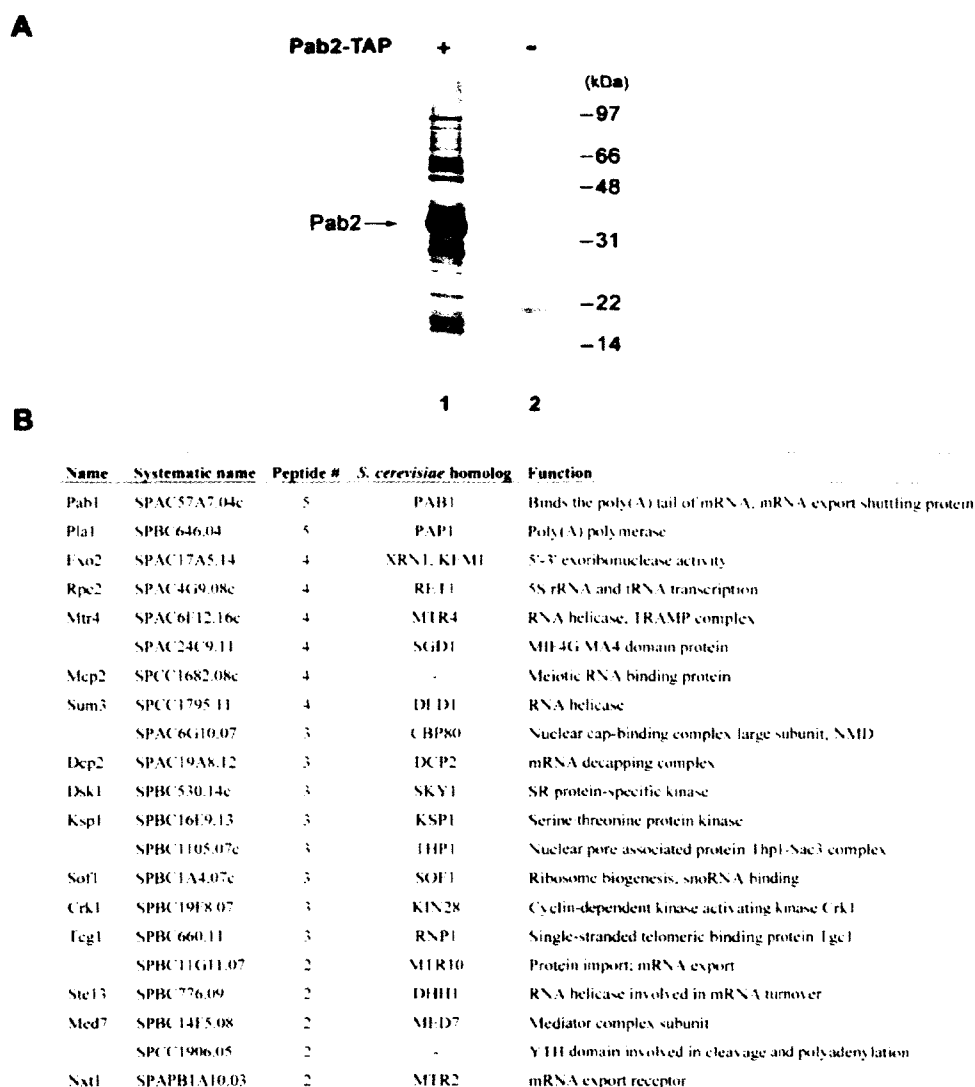 A
Pab2-TAP + -
(kDa)
-97
-66
-48
Pab2
-31
-22
-14
1 2
B
Name Systematic name Peptide # S. cerevisiae homolog Function
Pab1 SPAC57A7.04c 5 PAB1 Binds the poly(A) tail of mRNA, mRNA export shuttling protein
Pla1 SPBC646.04 5 PAP1 Poly(A) polymerase
Exo2 SPAC17A5.14 4 XRN1, KEM1 5'-3' exoribonuclease activity
Rpc2 SPAC4G9.08c 4 RET1 5S rRNA and tRNA transcription
Mtr4 SPAC6F12.16c 4 MTR4 RNA helicase, TRAMP complex
SPAC24C9.11 4 SGD1 MIF4G MA4 domain protein
Mcp2 SPCC1682.08c 4 - Meiotic RNA binding protein
Sum3 SPCC1795.11 4 DED1 RNA helicase
SPAC6G10.07 3 CBP80 Nuclear cap-binding complex large subunit, NMD
Dcp2 SPAC19A8.12 3 DCP2 mRNA decapping complex
Dsk1 SPBC530.14c 3 SKY1 SR protein-specific kinase
Ksp1 SPBC16E9.13 3 KSP1 Serine threonine protein kinase
SPBC1105.07c 3 THP1 Nuclear pore associated protein Thp1-Sac3 complex
Sof1 SPBC1A4.07c 3 SOF1 Ribosome biogenesis, snoRNA binding
Crk1 SPBC19F8.07 3 KIN28 Cyclin-dependent kinase activating kinase Crk1
Tcg1 SPBC660.11 3 RNP1 Single-stranded telomeric binding protein Tgc1
SPBC11G11.07 2 MTR10 Protein import; mRNA export
Ste13 SPBC776.09 2 DHH1 RNA helicase involved in mRNA turnover
Med7 SPBC14F5.08 2 MED7 Mediator complex subunit
SPCC1906.05 2 - YTH domain involved in cleavage and polyadenylation
Nxt1 SPAPB1A10.03 2 MTR2 mRNA export receptor